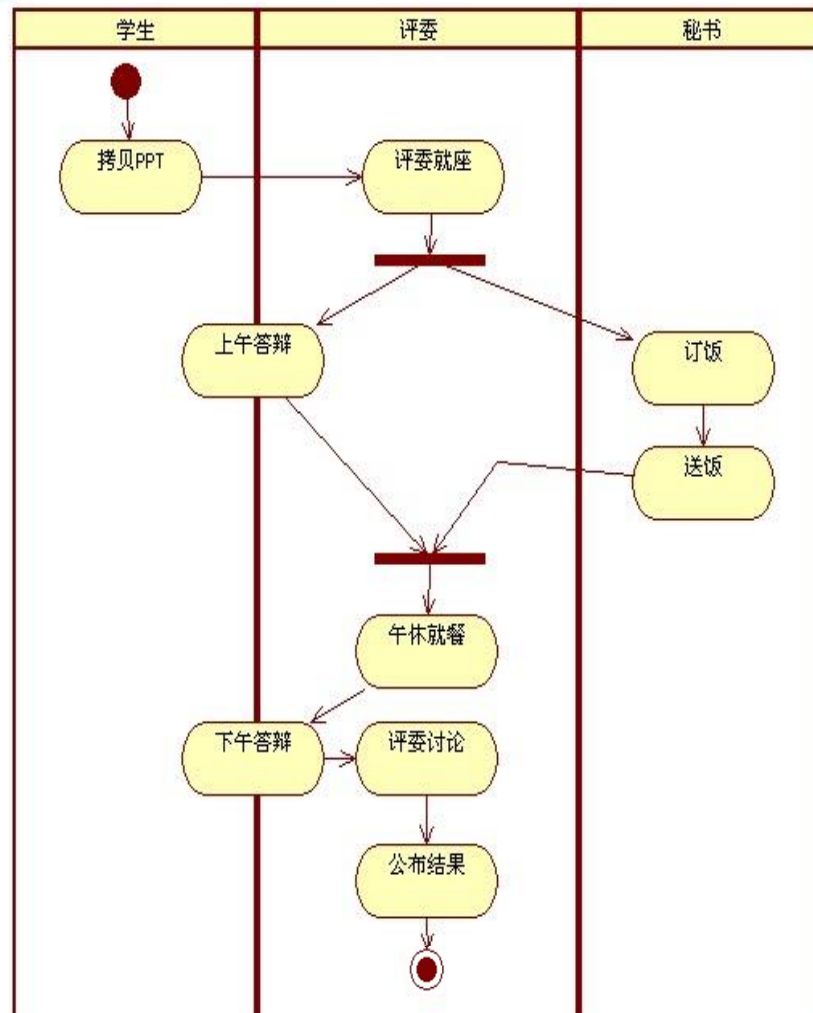 学生
评委
秘书
拷贝PPT
评委就座
上午答辩
订饭
送饭
午休就餐
下午答辩
评委讨论
公布结果